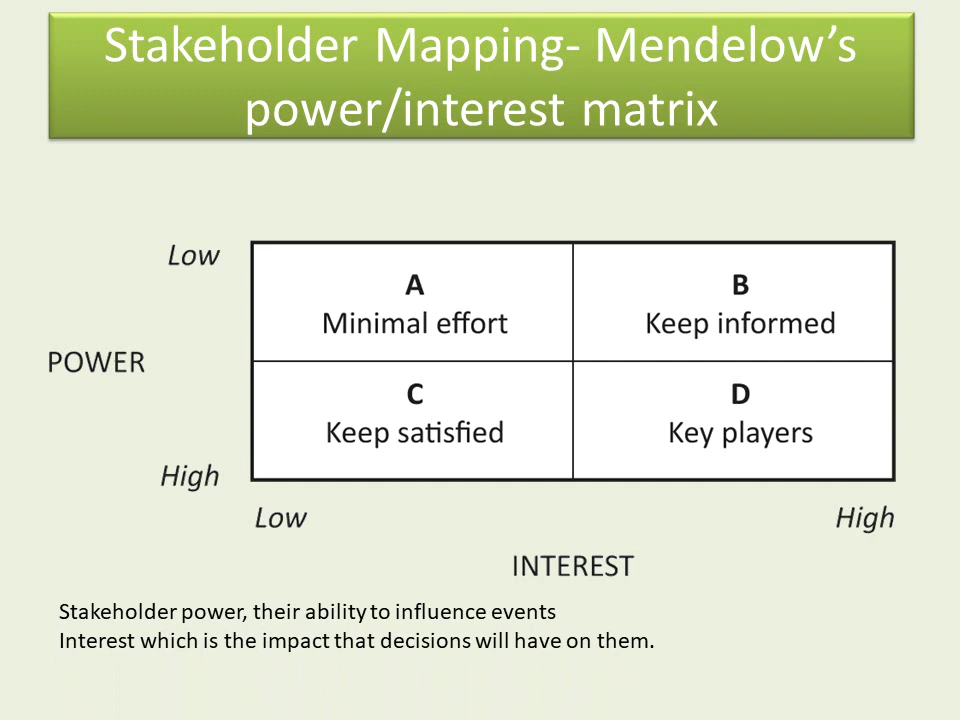 Stakeholder Mapping- Mendelow’s
power/interest matrix
Low
A
Minimal effort
B
Keep informed
POWER
C
Keep satisfied
D
Key players
High
Low
High
INTEREST
Stakeholder power, their ability to influence events
Interest which is the impact that decisions will have on them.